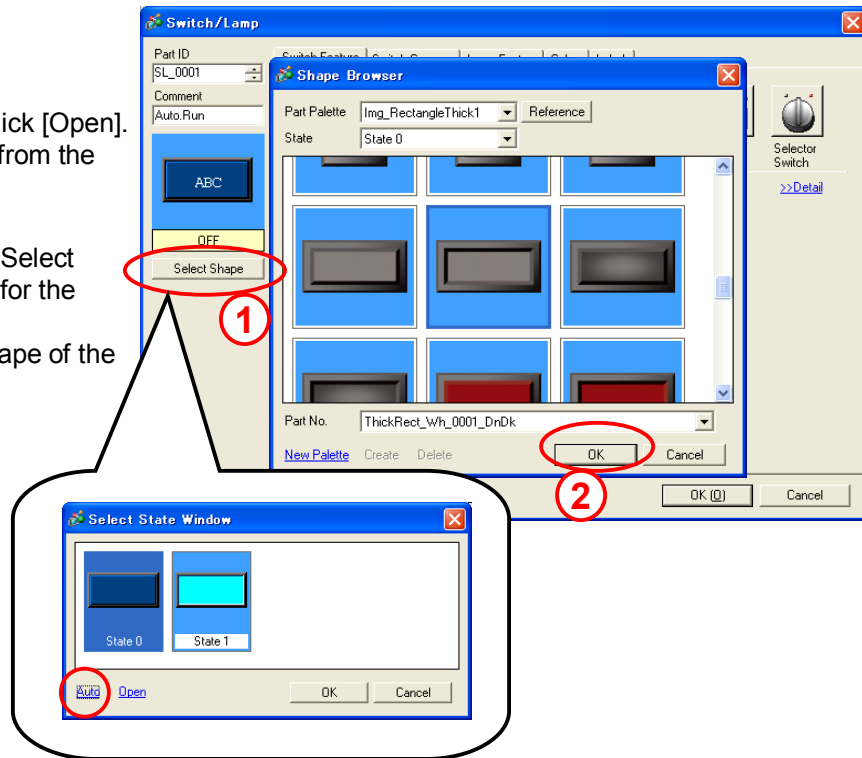 ick [Open].
from the
Select
for the
ape of the
Switch/Lamp
Part ID
SL_0001
Comment
Auto.Run
ABC
OFF
Select Shape
1
Selector
Switch
>>Detail
Shape Browser
Part Palette Img_RectangleThick1 Reference
State State 0
Part No. ThickRect_Wh_0001_DnDk
New Palette Create Delete OK Cancel
2
OK (O) Cancel
Select State Window
State 0 State 1
Auto Open OK Cancel